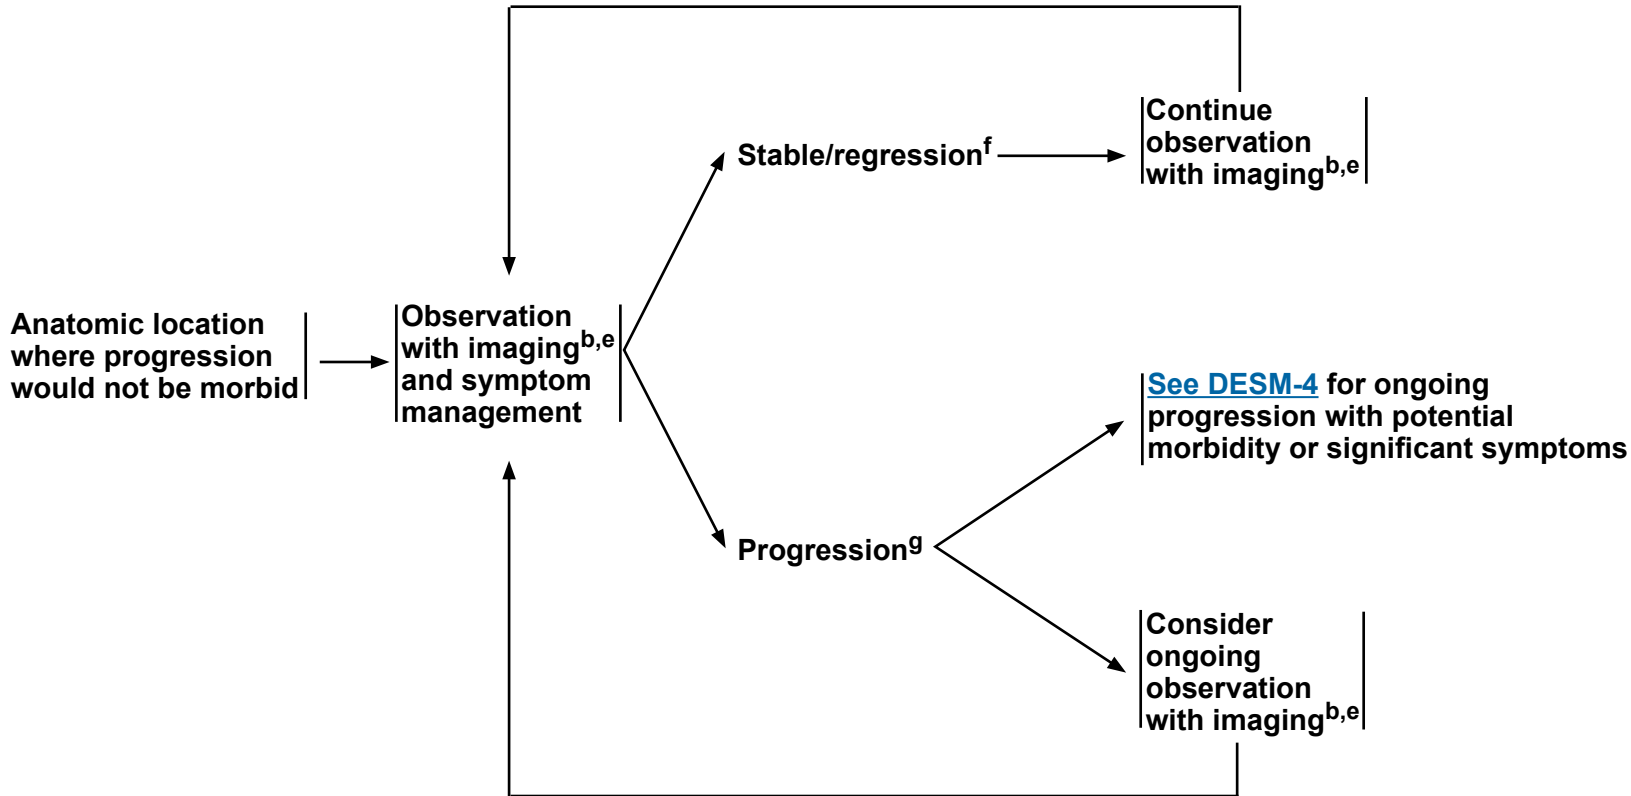 Anatomic location
where progression
would not be morbid
Observation
with imagingb,e
and symptom
management
Stable/regressionf
Continue
observation
with imagingb,e
See DESM-4 for ongoing
progression with potential
morbidity or significant symptoms
Progressiong
Consider
ongoing
observation
with imagingb,e